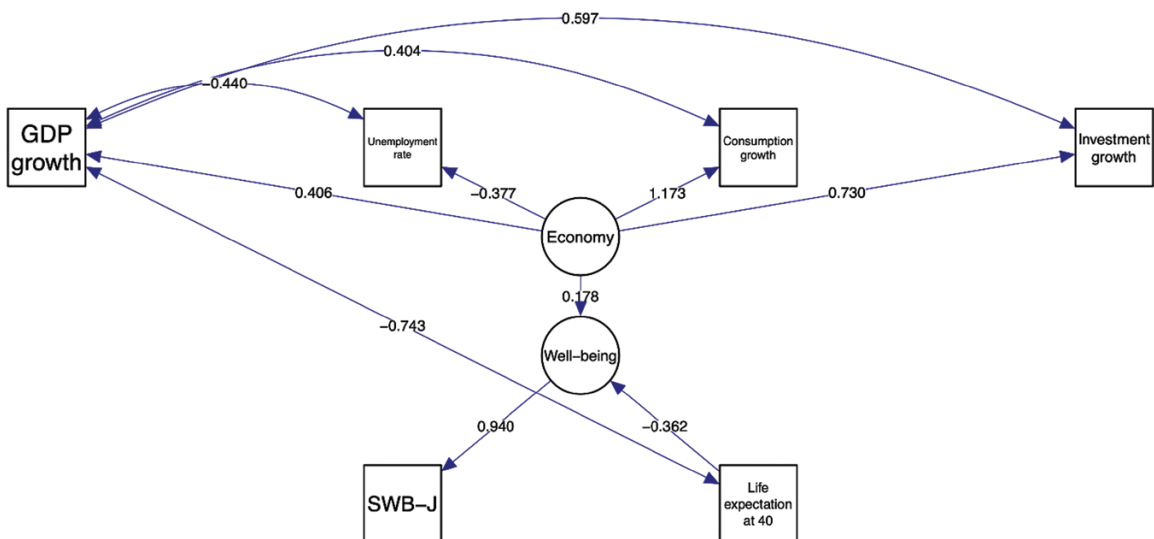 0.597
0.404
−0.440
GDP
growth
Unemployment
rate
Consumption
growth
Investment
growth
0.406
−0.377
1.173
0.730
Economy
0.178
−0.743
Well−being
0.940
−0.362
SWB−J
Life
expectation
at 40